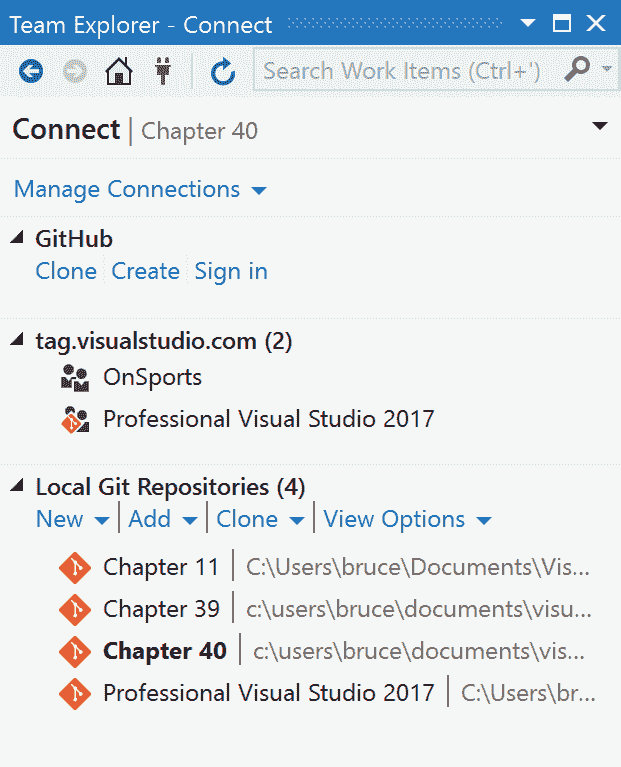 Team Explorer - Connect
Search Work Items (Ctrl+')
Connect | Chapter 40
Manage Connections
GitHub
Clone Create Sign in
tag.visualstudio.com (2)
OnSports
Professional Visual Studio 2017
Local Git Repositories (4)
New | Add | Clone | View Options
Chapter 11 | C:\Users\bruce\Documents\Vis...
Chapter 39 | c:\users\bruce\documents\visu...
Chapter 40 | c:\users\bruce\documents\vis...
Professional Visual Studio 2017 | C:\Users\br...